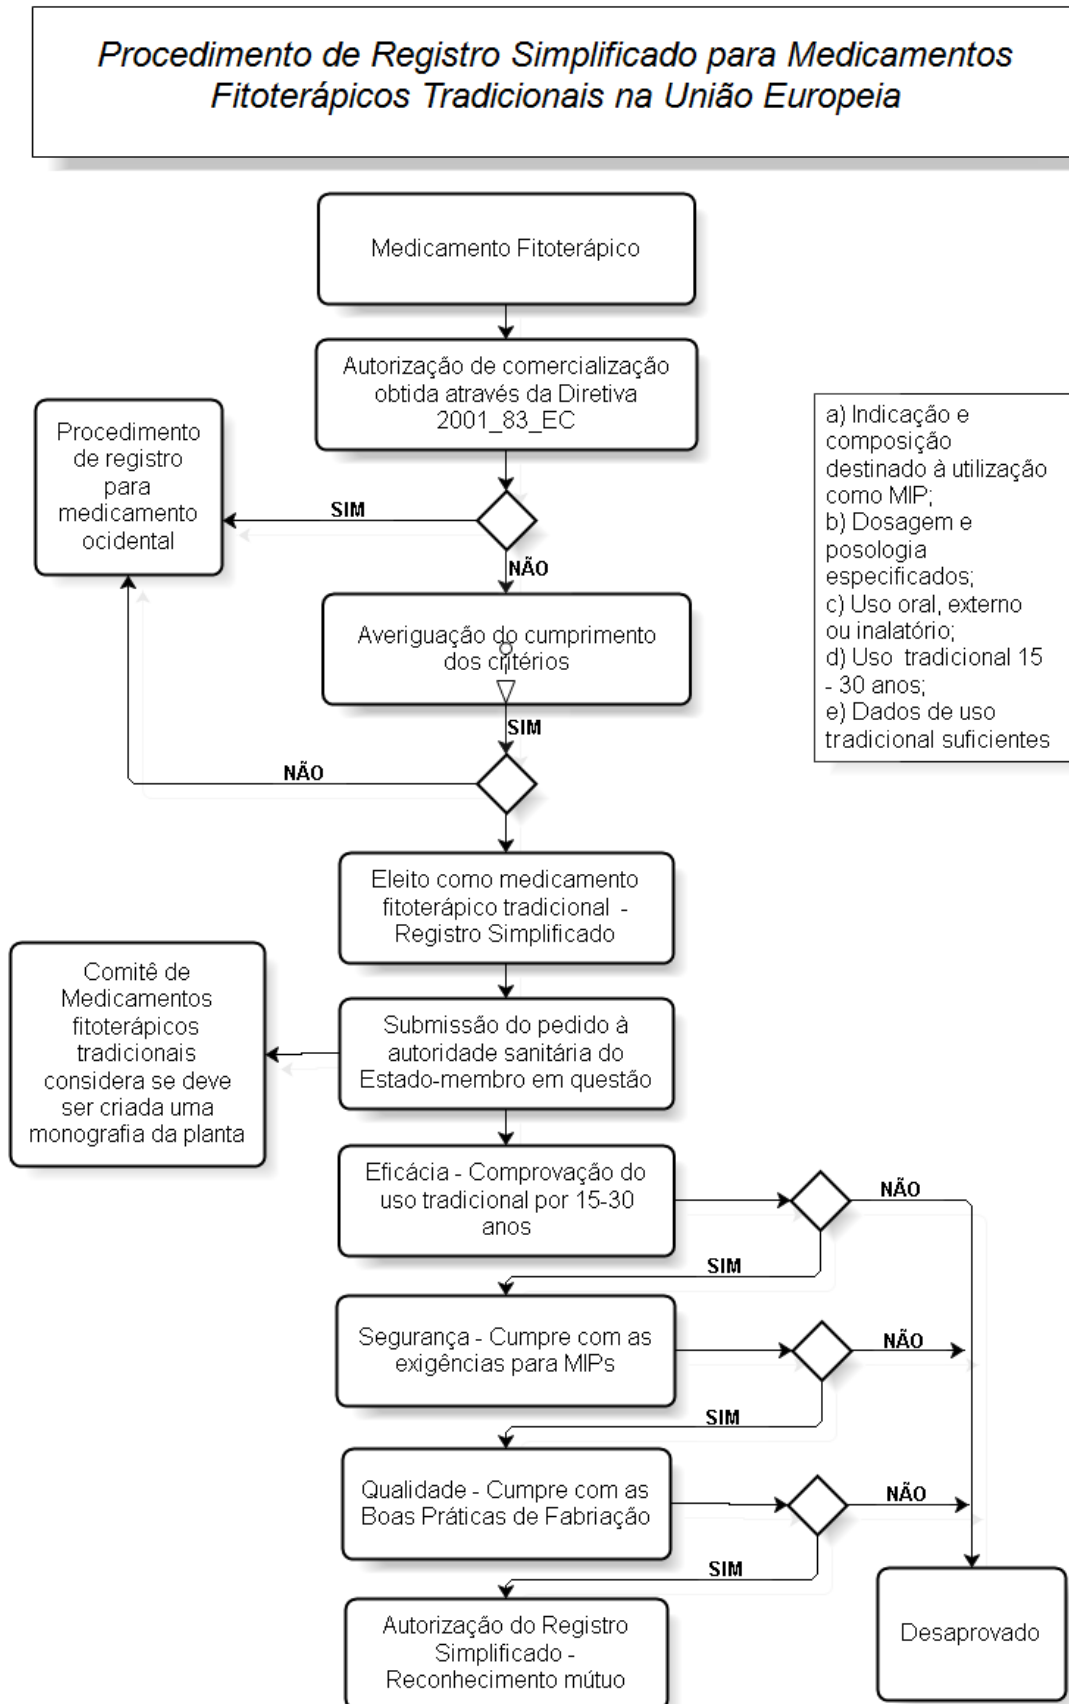 Procedimento de Registro Simplificado para Medicamentos
Fitoterápicos Tradicionais na União Europeia
Medicamento Fitoterápico
Autorização de comercialização
obtida através da Diretiva
2001_83_EC
Procedimento
de registro
para
medicamento
ocidental
a) Indicação e
composição
destinado à utilização
como MIP;
b) Dosagem e
posologia
especificados;
c) Uso oral, externo
ou inalatório;
d) Uso tradicional 15
- 30 anos;
e) Dados de uso
tradicional suficientes
SIM
NÃO
Averiguação do cumprimento
dos critérios
SIM
NÃO
Eleito como medicamento
fitoterápico tradicional -
Registro Simplificado
Comitê de
Medicamentos
fitoterápicos
tradicionais
considera se deve
ser criada uma
monografia da planta
Submissão do pedido à
autoridade sanitária do
Estado-membro em questão
Eficácia - Comprovação do
uso tradicional por 15-30
anos
NÃO
SIM
Segurança - Cumpre com as
exigências para MIPs
NÃO
SIM
Qualidade - Cumpre com as
Boas Práticas de Fabriação
NÃO
SIM
Autorização do Registro
Simplificado -
Reconhecimento mútuo
Desaprovado